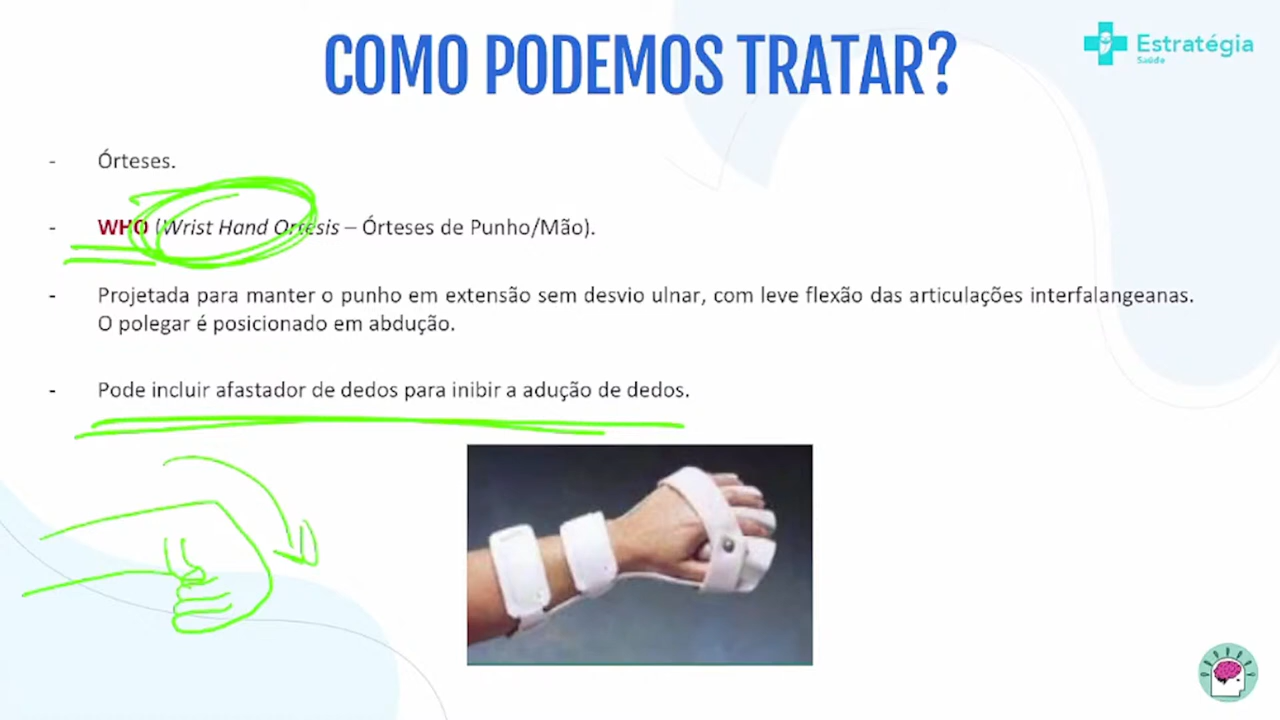 COMO PODEMOS TRATAR?
Estratégia
Saúde
- Órteses.
- WHO (Wrist Hand Ortesis – Órteses de Punho/Mão).
- Projetada para manter o punho em extensão sem desvio ulnar, com leve flexão das articulações interfalangeanas.
O polegar é posicionado em abdução.
- Pode incluir afastador de dedos para inibir a adução de dedos.